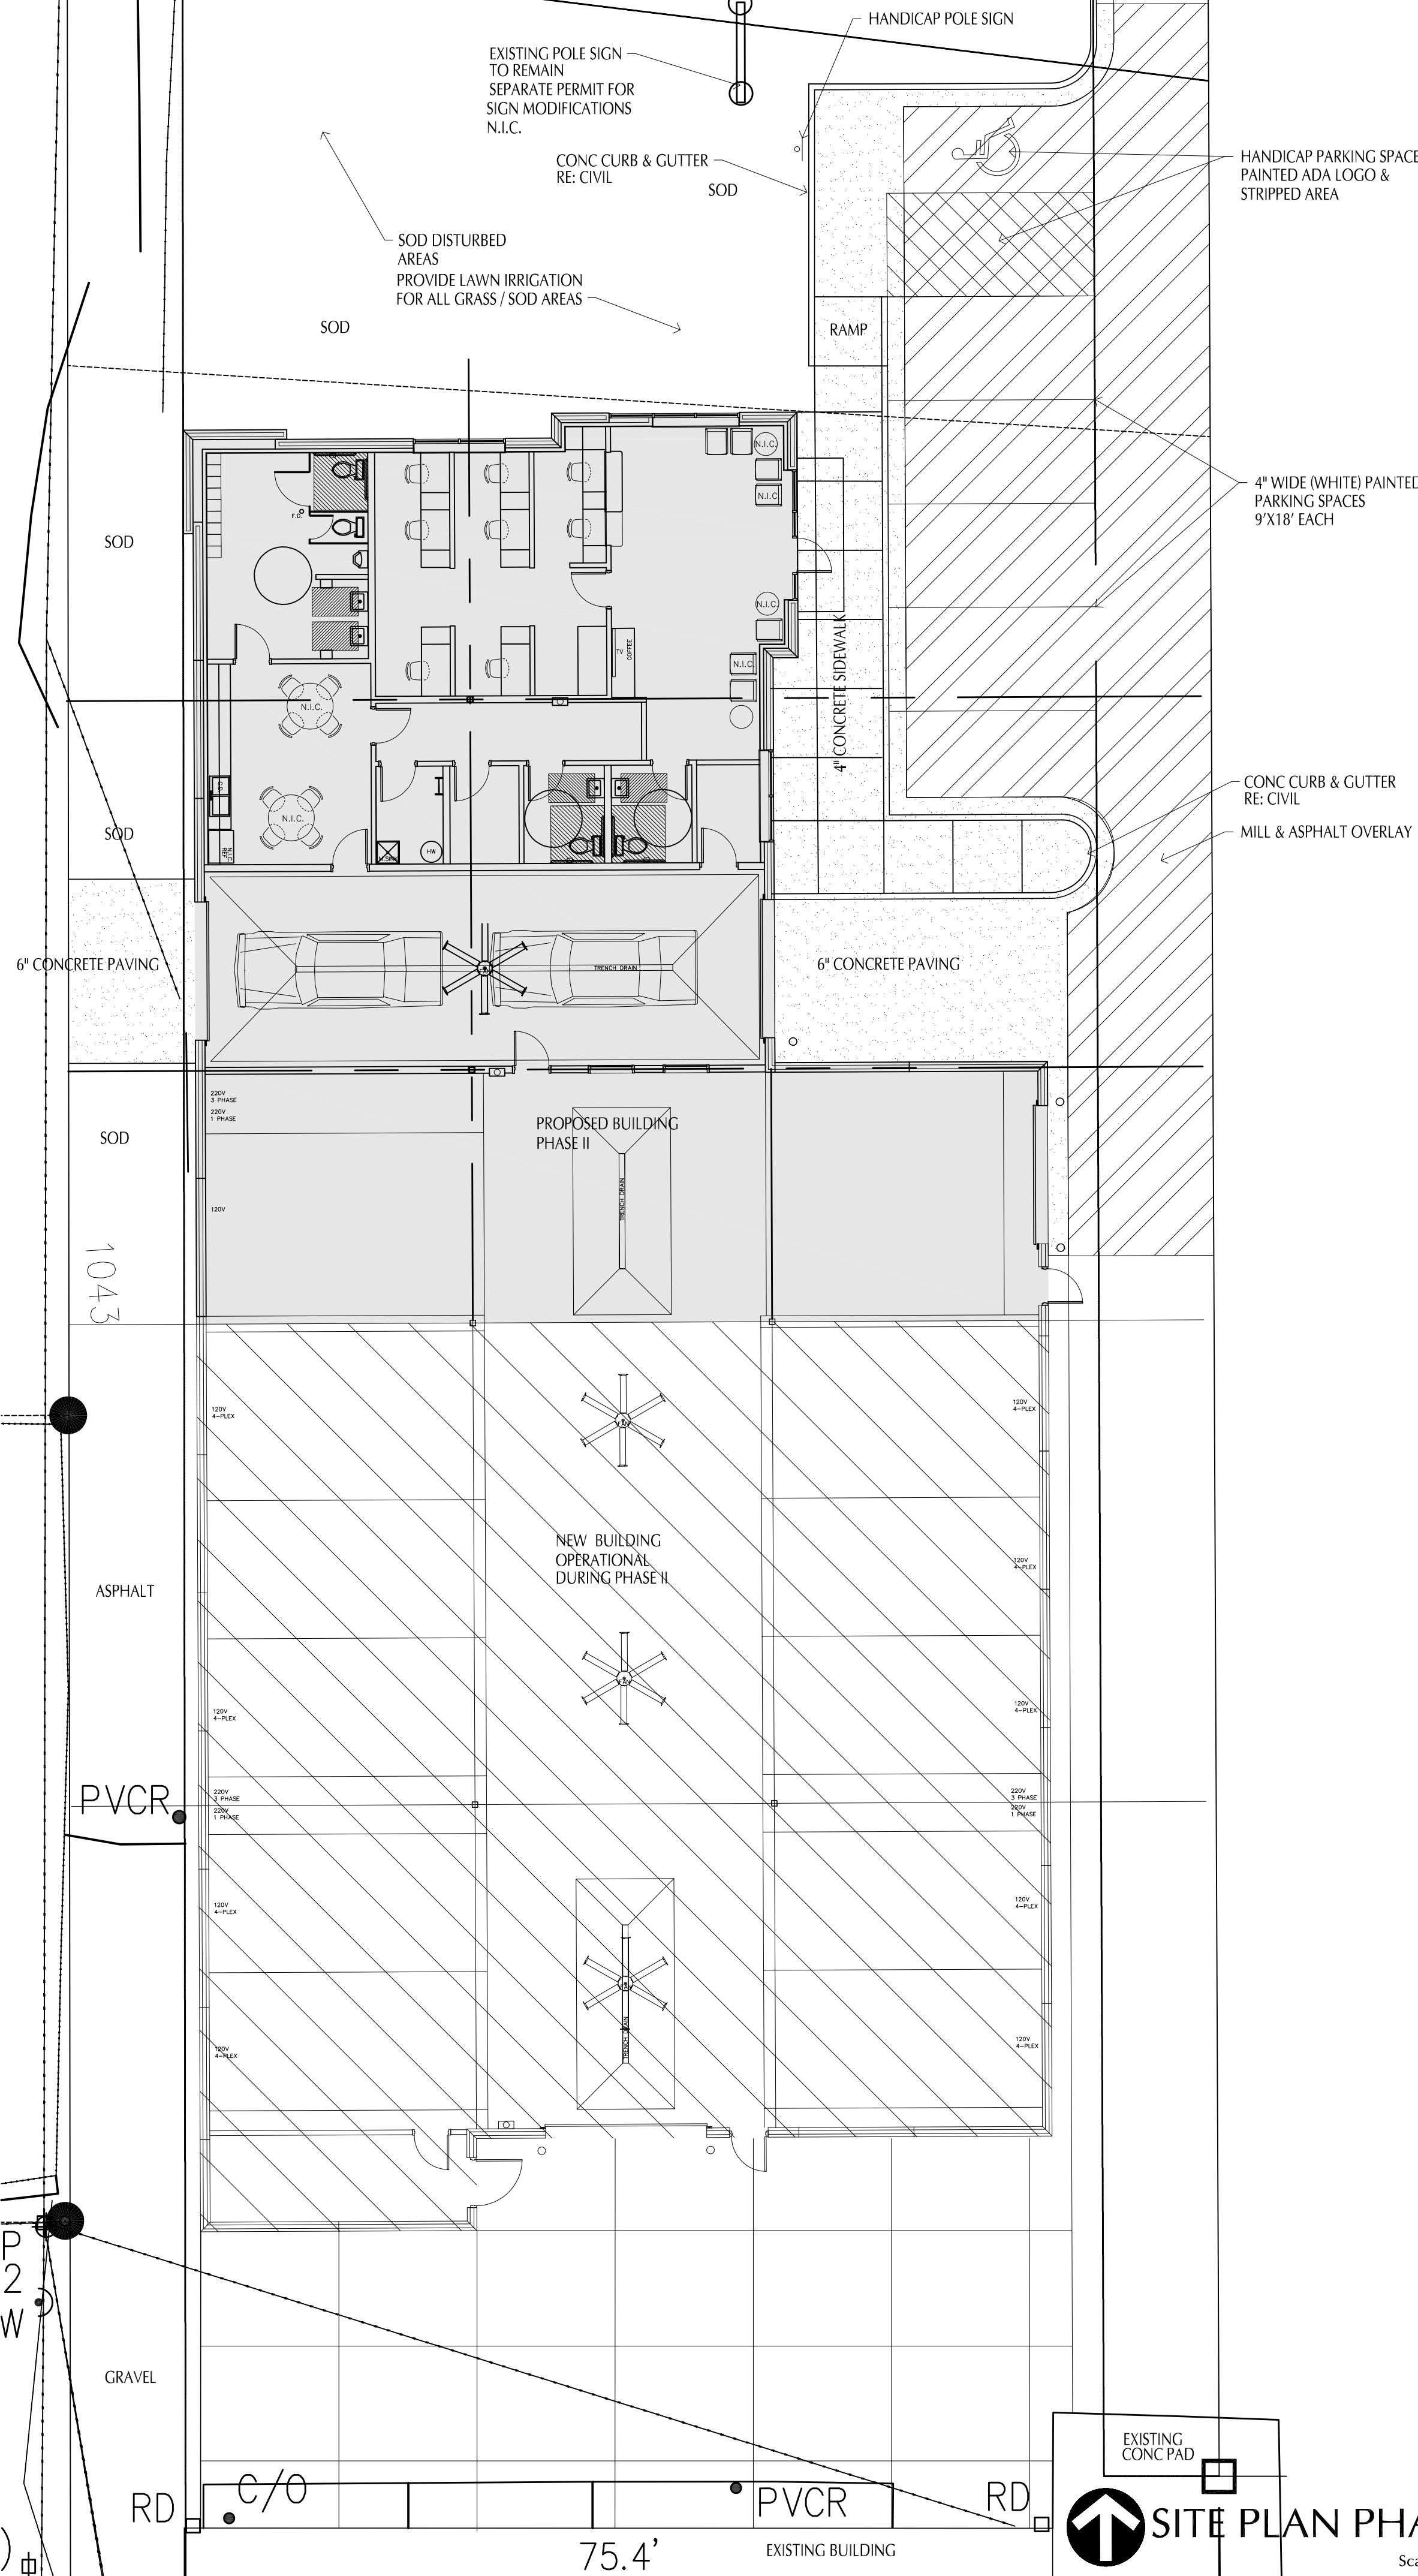 HANDICAP POLE SIGN
EXISTING POLE SIGN
TO REMAIN
SEPARATE PERMIT FOR
SIGN MODIFICATIONS
N.I.C.
CONC CURB & GUTTER
RE: CIVIL
SOD
HANDICAP PARKING SPACE
PAINTED ADA LOGO &
STRIPPED AREA
SOD DISTURBED
AREAS
PROVIDE LAWN IRRIGATION
FOR ALL GRASS / SOD AREAS
SOD
RAMP
N.I.C.
N.I.C.
4" WIDE (WHITE) PAINTED
PARKING SPACES
9'X18' EACH
F.D.
SOD
N.I.C.
TV
COFFEE
N.I.C.
4" CONCRETE SIDEWALK
N.I.C.
CONC CURB & GUTTER
RE: CIVIL
N.I.C.
SOD
MILL & ASPHALT OVERLAY
N.I.C.
REF
HW
6" CONCRETE PAVING
TRENCH DRAIN
6" CONCRETE PAVING
220V
3 PHASE
220V
1 PHASE
SOD
PROPOSED BUILDING
PHASE II
TRENCH DRAIN
120V
1043
120V
4-PLEX
120V
4-PLEX
NEW BUILDING
OPERATIONAL
DURING PHASE II
120V
4-PLEX
ASPHALT
120V
4-PLEX
120V
4-PLEX
PVCR
220V
3 PHASE
220V
1 PHASE
220V
3 PHASE
220V
1 PHASE
120V
4-PLEX
120V
4-PLEX
TRENCH DRAIN
120V
4-PLEX
120V
4-PLEX
P
2
W
GRAVEL
EXISTING
CONC PAD
RD
C/O
PVCR
RD
SITE PLAN PHA
75.4'
EXISTING BUILDING
Sca